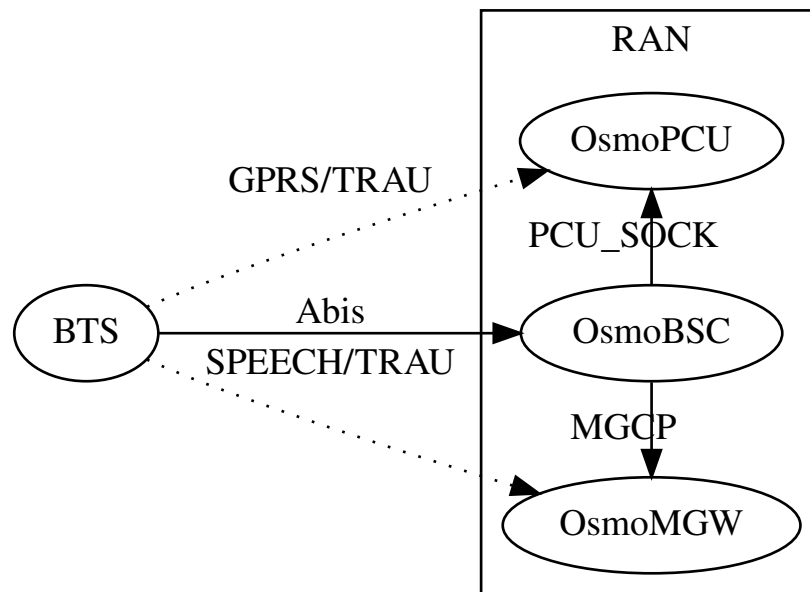 RAN
OsmoPCU
GPRS/TRAU
PCU_SOCK
BTS
Abis
OsmoBSC
SPEECH/TRAU
MGCP
OsmoMGW